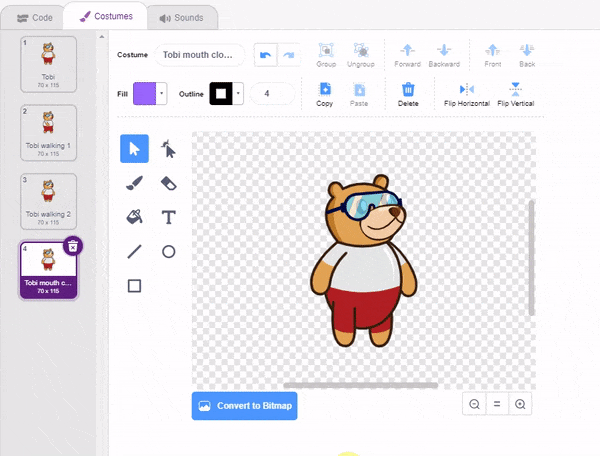 Code
Costumes
Sounds
1
Tobi
70 x 115
2
Tobi walking 1
70 x 115
3
Tobi walking 2
70 x 115
4
Tobi mouth c...
70 x 115
Costume
Tobi mouth clo...
Group
Ungroup
Forward
Backward
Front
Back
Fill
Outline
4
Copy
Paste
Delete
Flip Horizontal
Flip Vertical
T
Convert to Bitmap